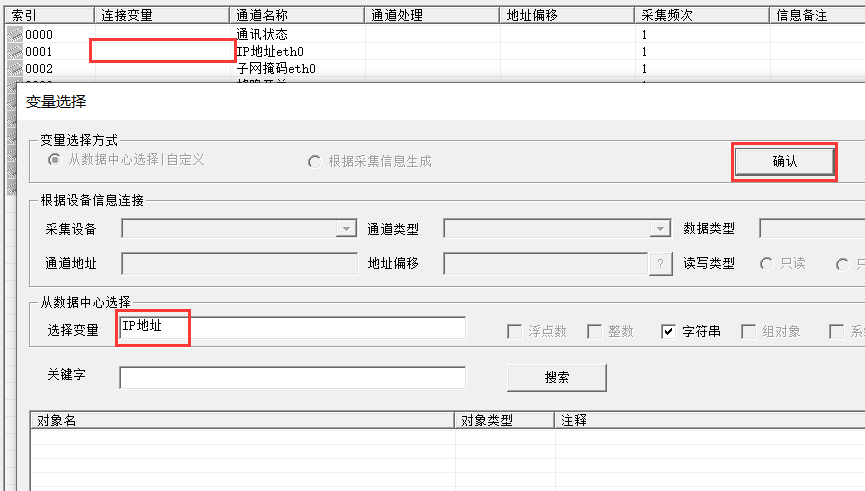 索引 连接变量 通道名称 通道处理 地址偏移 采集频次 信息备注
0000 通讯状态 1
0001 IP地址eth0 1
0002 子网掩码eth0 1
变量选择
变量选择方式
从数据中心选择|自定义 根据采集信息生成 确认
根据设备信息连接
采集设备 通道类型 数据类型
通道地址 地址偏移 ? 读写类型 只读
从数据中心选择
选择变量 IP地址 浮点数 整数 字符串 组对象
关键字 搜索
对象名 对象类型 注释